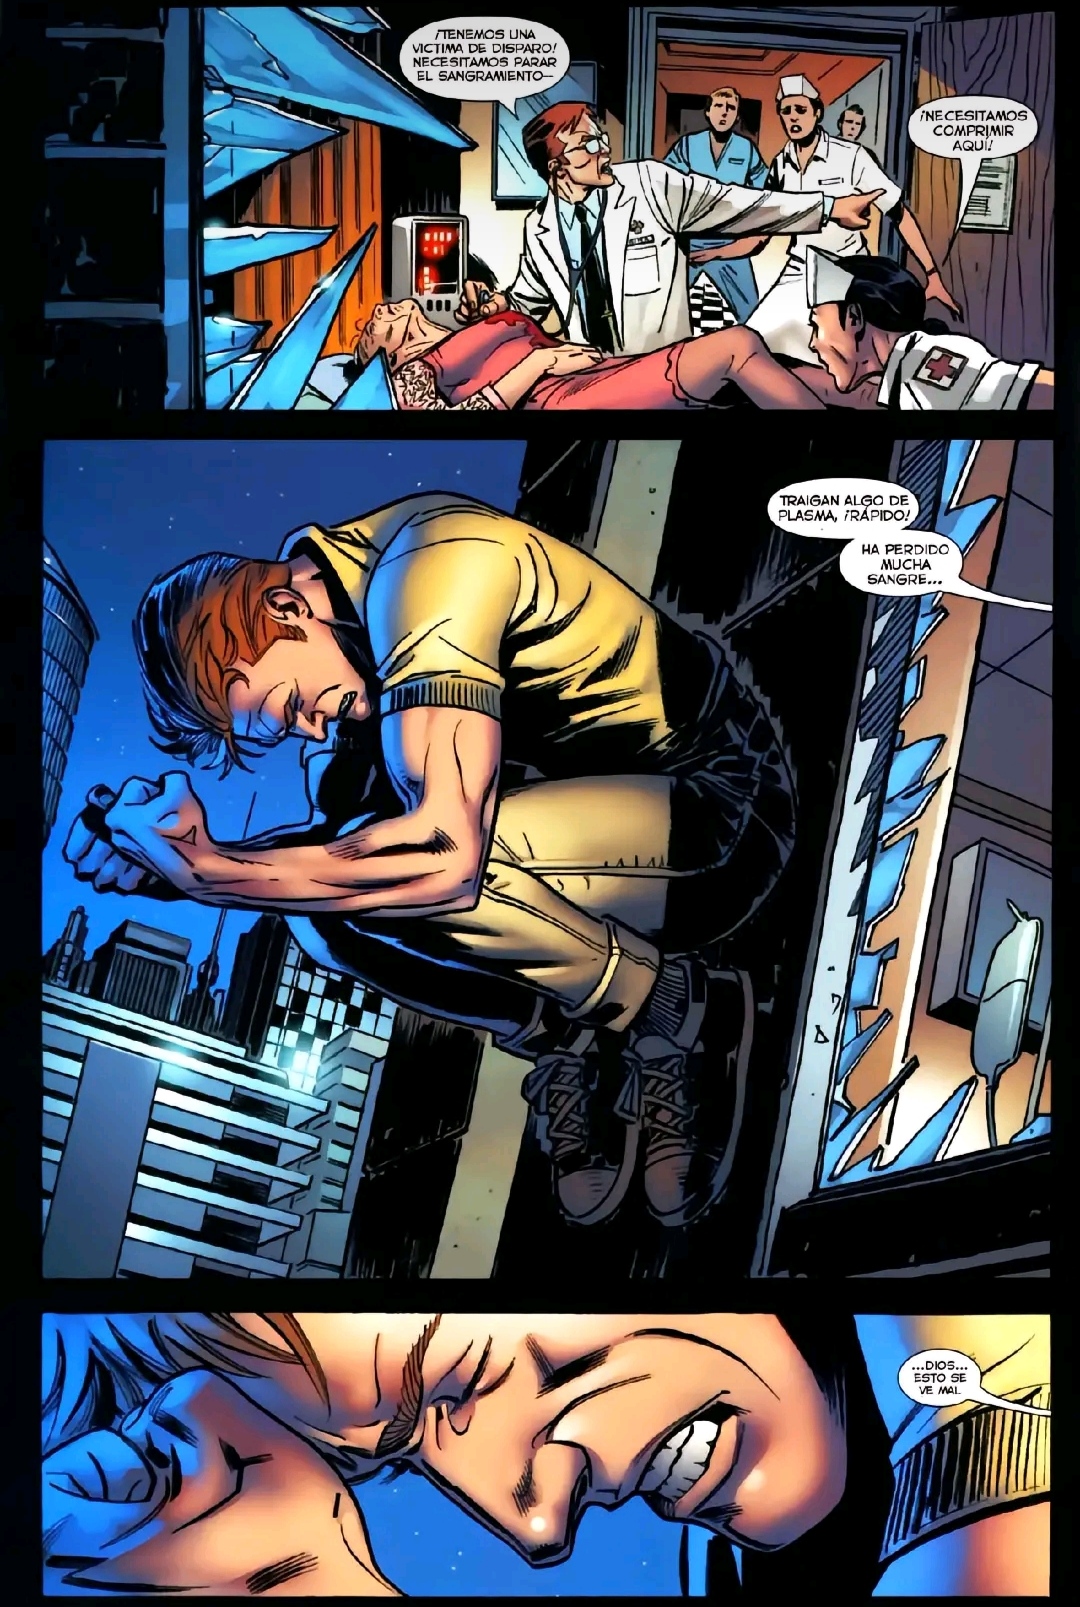 ¡TENEMOS UNA
VICTIMA DE DISPARO!
NECESITAMOS PARAR
EL SANGRAMIENTO—
¡NECESITAMOS
COMPRIMIR
AQUÍ!
TRAIGAN ALGO DE
PLASMA, ¡RÁPIDO!
HA PERDIDO
MUCHA
SANGRE...
...DIOS...
ESTO SE
VE MAL